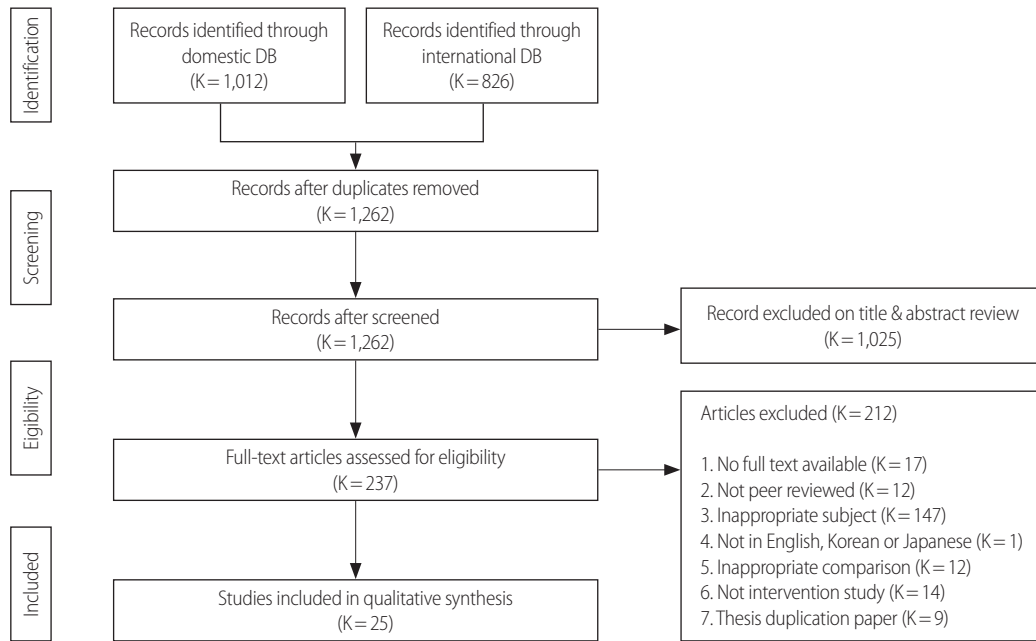 Identification
Records identified through
domestic DB
(K = 1,012)
Records identified through
international DB
(K = 826)
Screening
Records after duplicates removed
(K = 1,262)
Records after screened
(K = 1,262)
Record excluded on title & abstract review
(K = 1,025)
Eigibility
Full-text articles assessed for eligibility
(K = 237)
Articles excluded (K = 212)
1. No full text available (K = 17)
2. Not peer reviewed (K = 12)
3. Inappropriate subject (K = 147)
4. Not in English, Korean or Japanese (K = 1)
5. Inappropriate comparison (K = 12)
6. Not intervention study (K = 14)
7. Thesis duplication paper (K = 9)
Included
Studies included in qualitative synthesis
(K = 25)